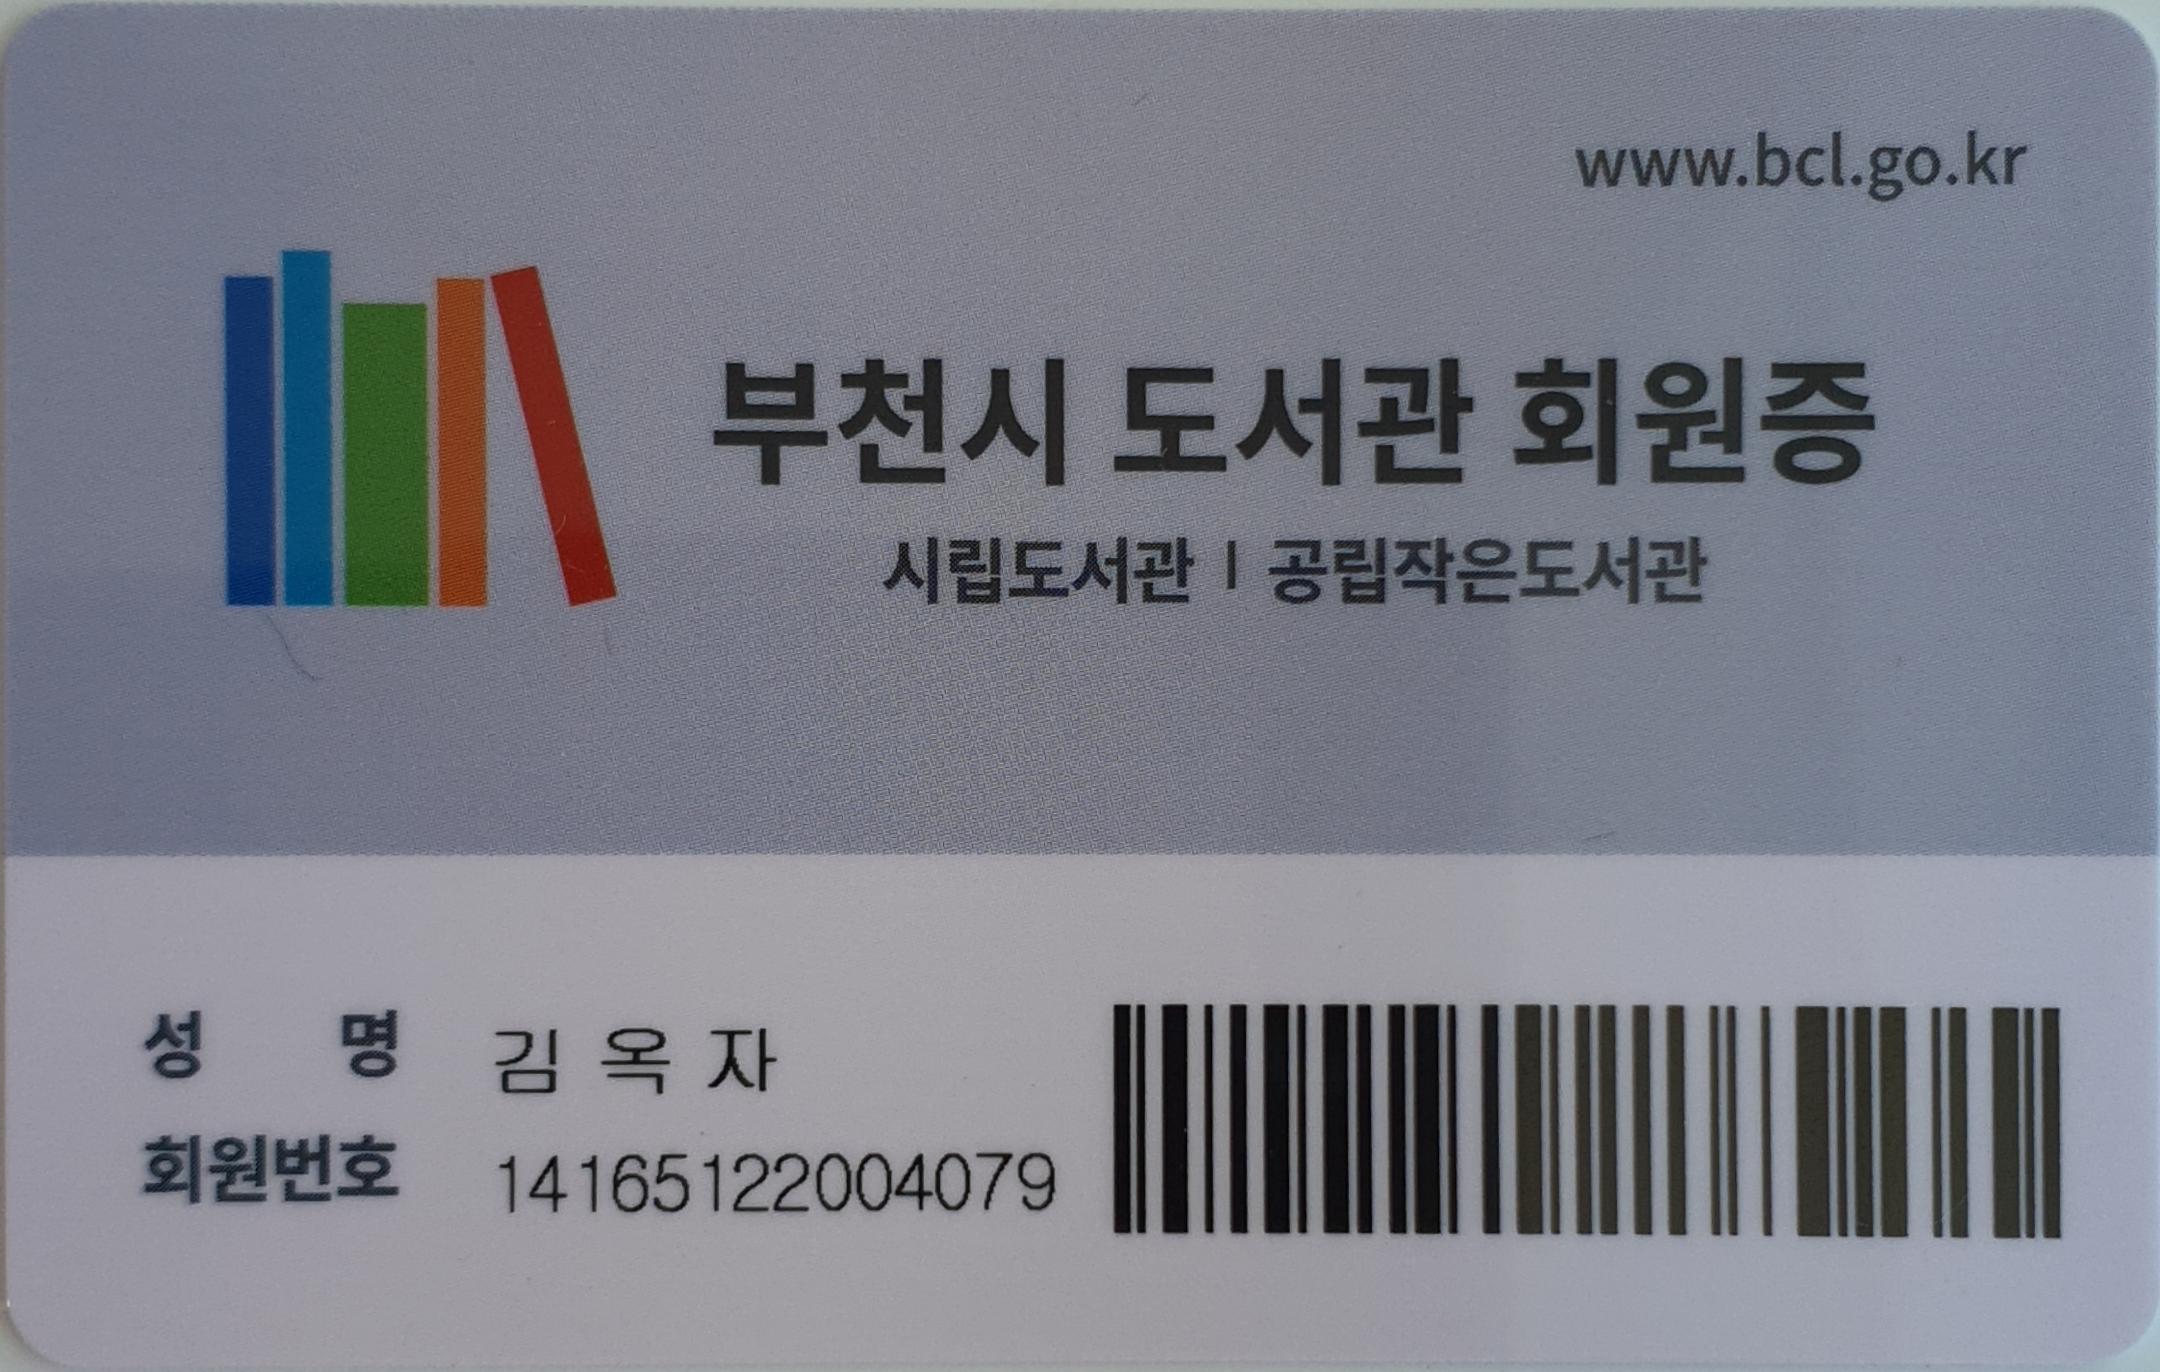 www.bcl.go.kr
부천시 도서관 회원증
시립도서관 | 공립작은도서관
성 명 김 옥 자
회원번호 14165122004079